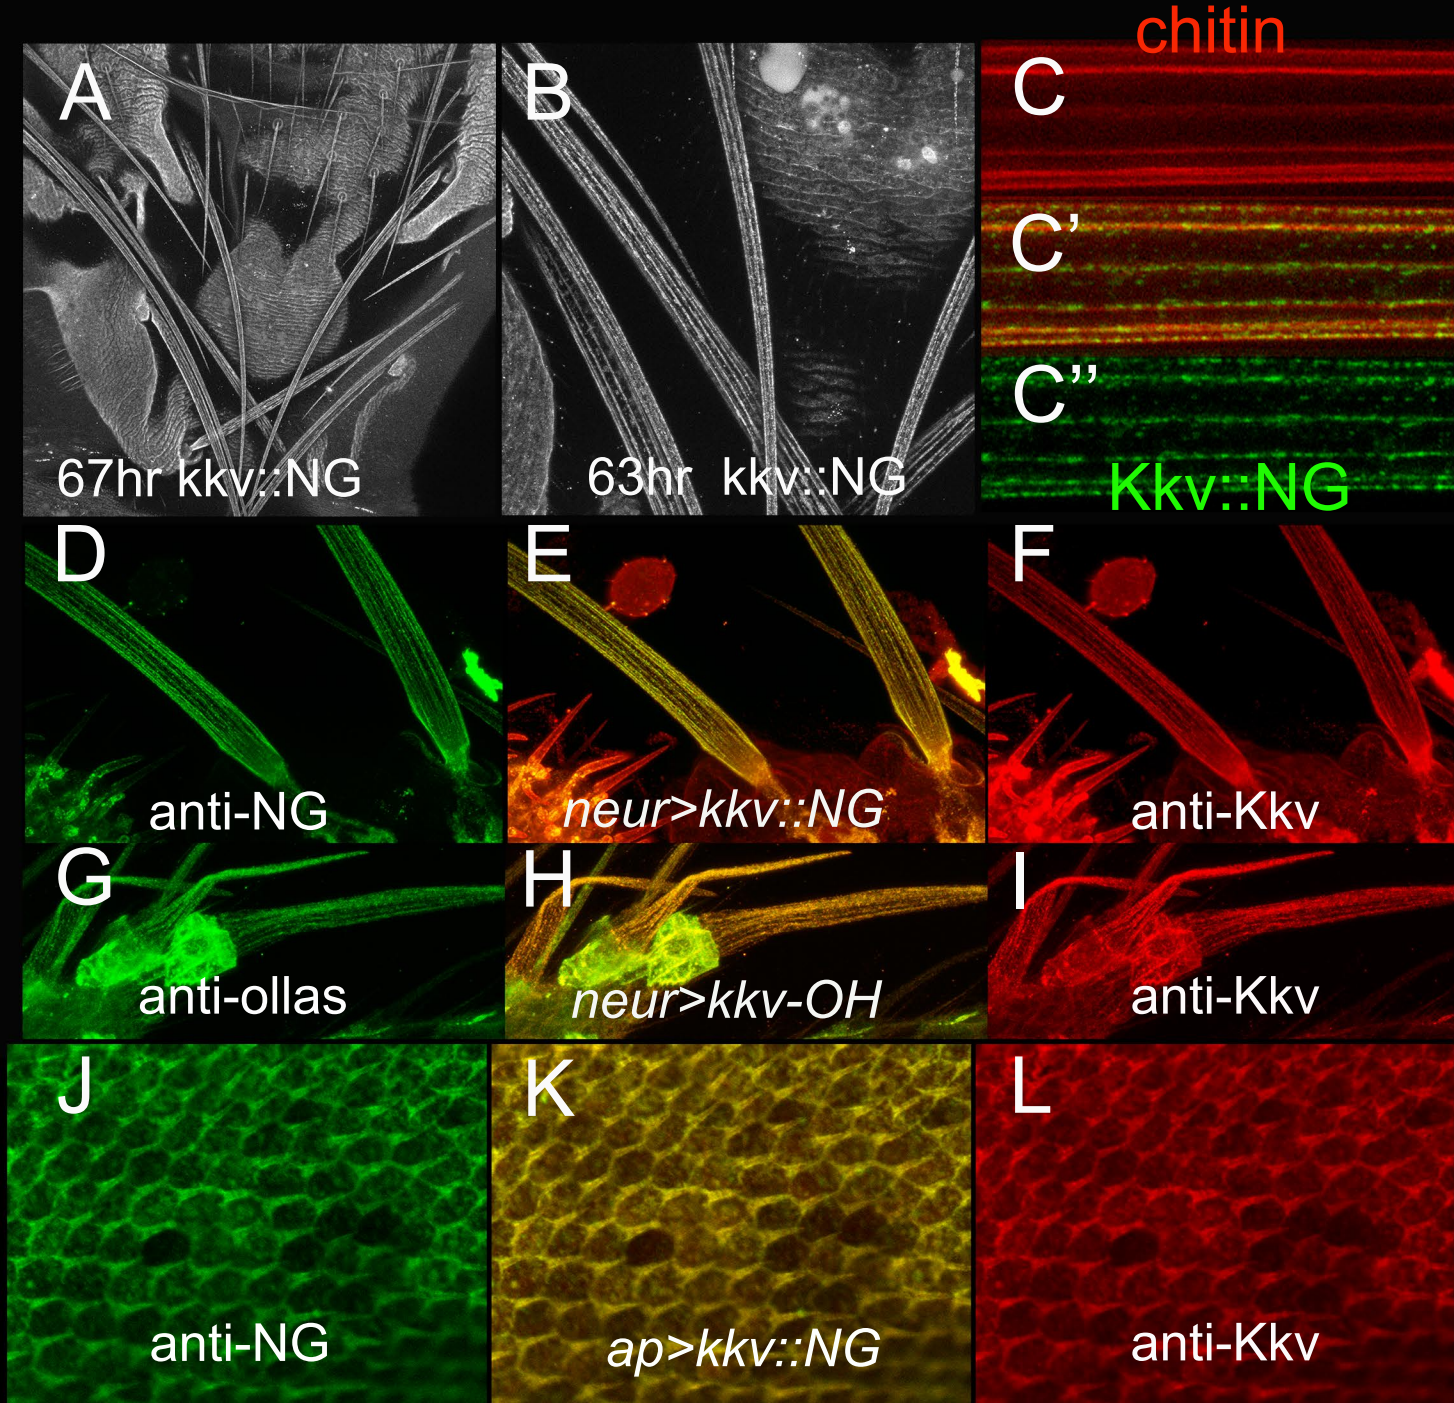 chitin
A
B
C
C’
C’’
67hr kkv::NG
63hr kkv::NG
Kkv::NG
D
E
F
anti-NG
neur>kkv::NG
anti-Kkv
G
H
I
anti-ollas
neur>kkv-OH
anti-Kkv
J
K
L
anti-NG
ap>kkv::NG
anti-Kkv